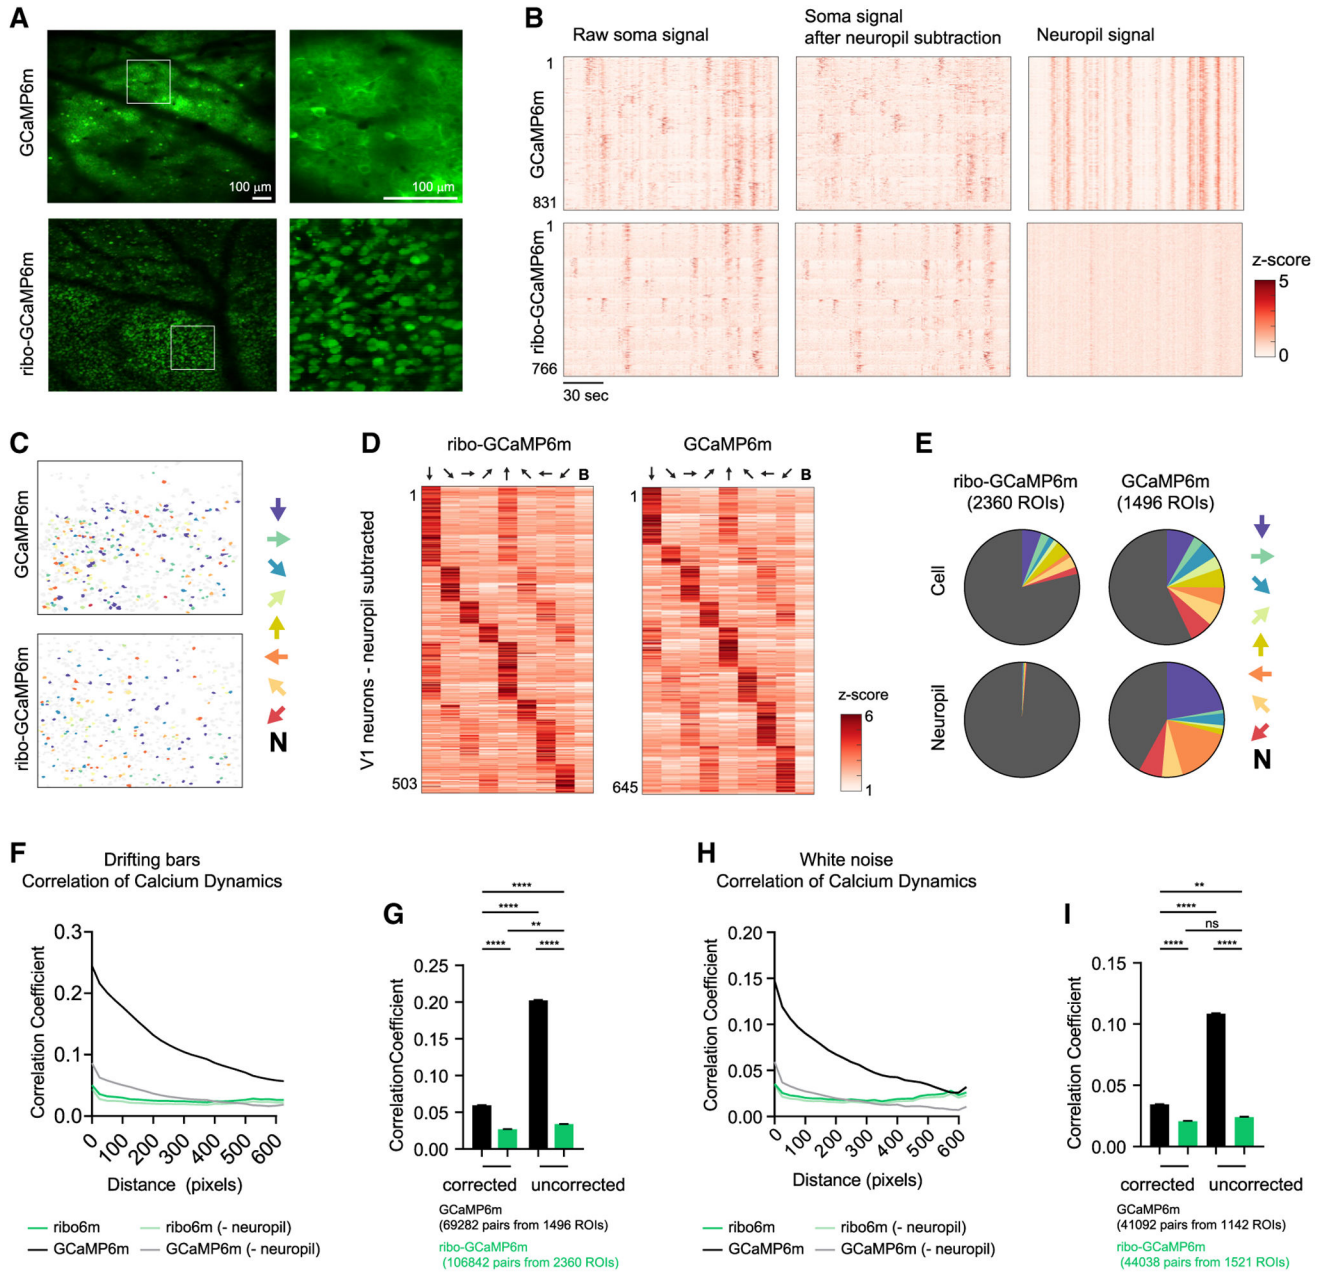 A
GCaMP6m
100 μm
100 μm
ribo-GCaMP6m
B
Raw soma signal
Soma signal
after neuropil subtraction
Neuropil signal
GCaMP6m
1
831
ribo-GCaMP6m
1
766
30 sec
z-score
5
0
C
GCaMP6m
ribo-GCaMP6m
N
D
ribo-GCaMP6m
GCaMP6m
B
B
V1 neurons - neuropil subtracted
1
503
1
645
z-score
6
1
E
ribo-GCaMP6m
(2360 ROIs)
GCaMP6m
(1496 ROIs)
Cell
Neuropil
N
F
Drifting bars
Correlation of Calcium Dynamics
Correlation Coefficient
0.3
0.2
0.1
0.0
0
100
200
300
400
500
600
Distance (pixels)
ribo6m
ribo6m (- neuropil)
GCaMP6m
GCaMP6m (- neuropil)
G
****
****
**
****
****
CorrelationCoefficient
0.25
0.20
0.15
0.10
0.05
0.00
corrected
uncorrected
GCaMP6m
(69282 pairs from 1496 ROIs)
ribo-GCaMP6m
(106842 pairs from 2360 ROIs)
H
White noise
Correlation of Calcium Dynamics
Correlation Coefficient
0.20
0.15
0.10
0.05
0.00
0
100
200
300
400
500
600
Distance (pixels)
ribo6m
ribo6m (- neuropil)
GCaMP6m
GCaMP6m (- neuropil)
I
**
****
ns
****
****
Correlation Coefficient
0.15
0.10
0.05
0.00
corrected
uncorrected
GCaMP6m
(41092 pairs from 1142 ROIs)
ribo-GCaMP6m
(44038 pairs from 1521 ROIs)